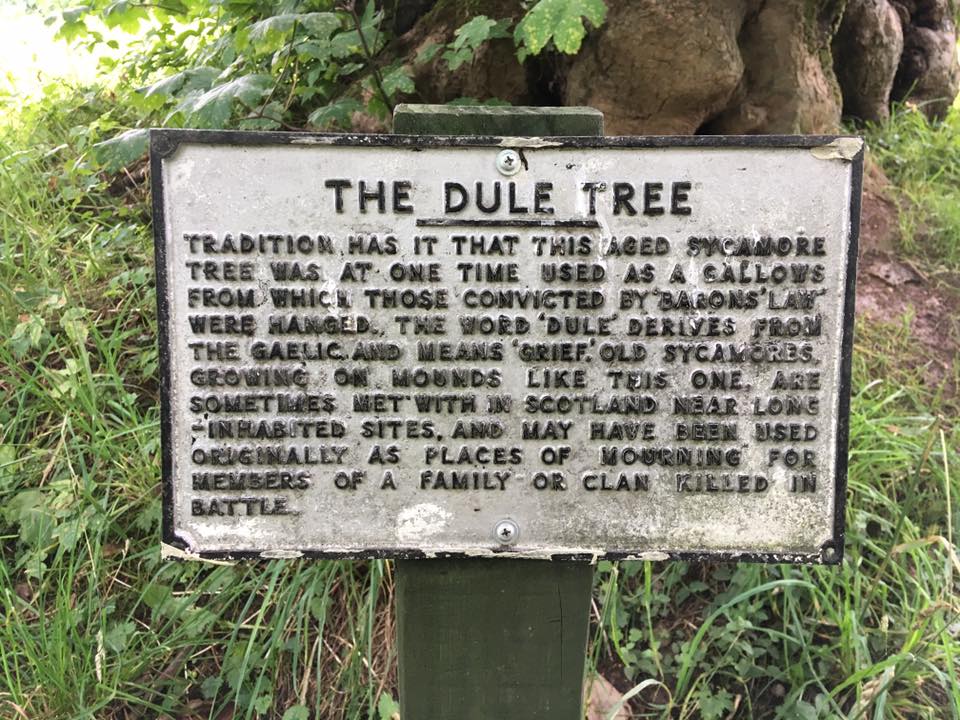 THE DULE TREE
TRADITION HAS IT THAT THIS AGED SYCAMORE
TREE WAS AT ONE TIME USED AS A GALLOWS
FROM WHICH THOSE CONVICTED BY 'BARONS' LAW'
WERE HANGED. THE WORD 'DULE' DERIVES FROM
THE GAELIC, AND MEANS 'GRIEF.' OLD SYCAMORES,
GROWING ON MOUNDS LIKE THIS ONE, ARE
SOMETIMES MET WITH IN SCOTLAND NEAR LONG
-INHABITED SITES, AND MAY HAVE BEEN USED
ORIGINALLY AS PLACES OF MOURNING FOR
MEMBERS OF A FAMILY OR CLAN KILLED IN
BATTLE.